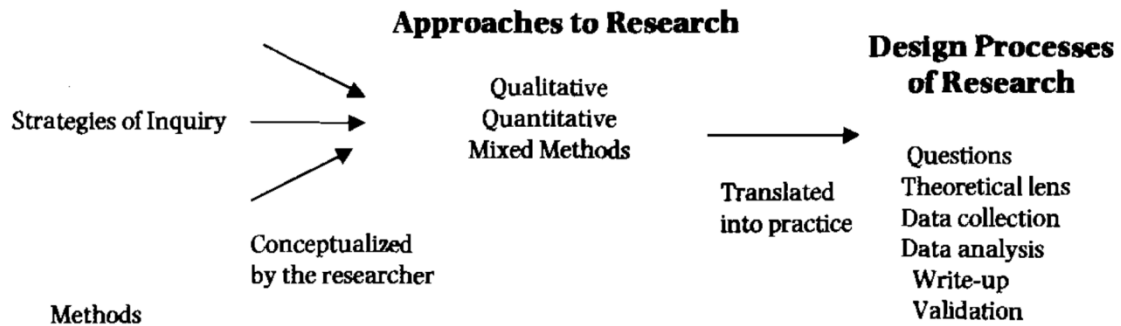 Approaches to Research
Design Processes
of Research
Strategies of Inquiry
Qualitative
Quantitative
Mixed Methods
Conceptualized
by the researcher
Translated
into practice
Questions
Theoretical lens
Data collection
Data analysis
Write-up
Validation
Methods